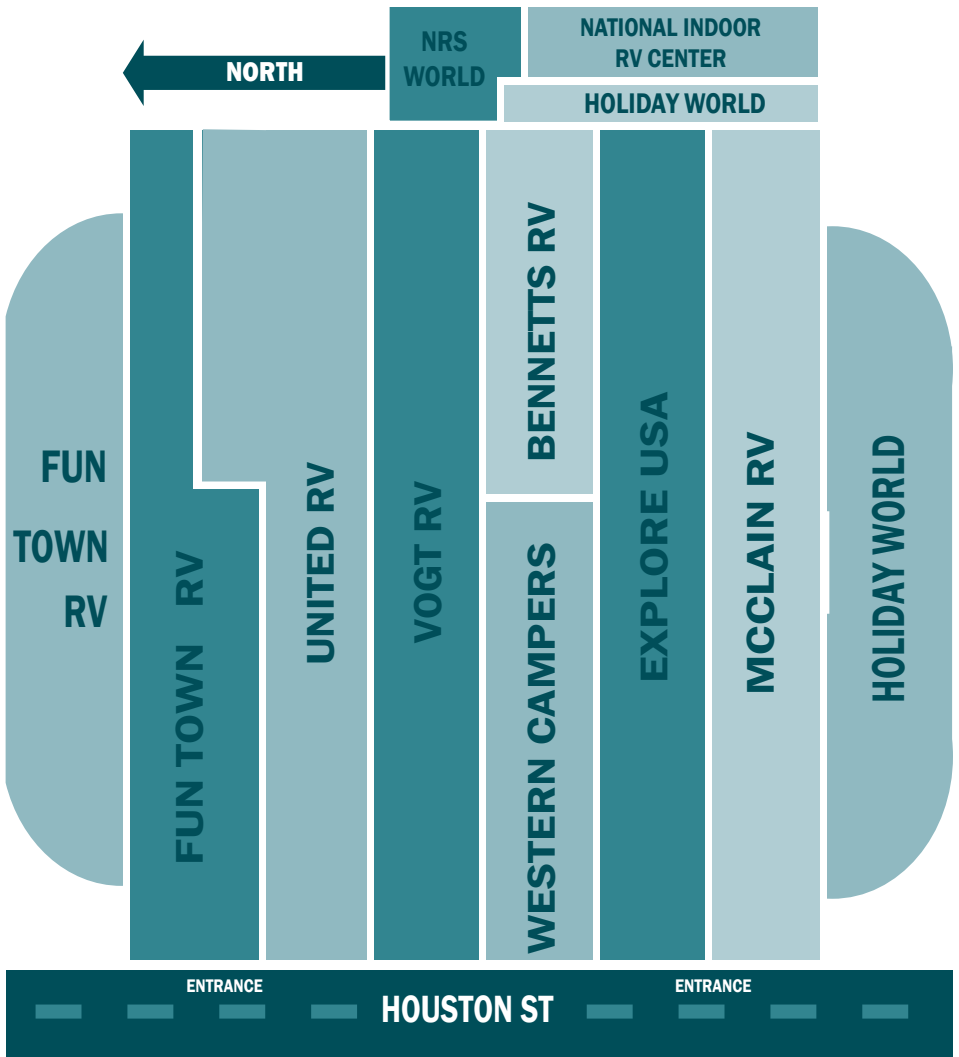 NORTH
NRS
WORLD
NATIONAL INDOOR
RV CENTER
HOLIDAY WORLD
FUN
TOWN
RV
FUN TOWN RV
UNITED RV
VOGT RV
BENNETTS RV
WESTERN CAMPERS
EXPLORE USA
MCCLAIN RV
HOLIDAY WORLD
ENTRANCE
HOUSTON ST
ENTRANCE